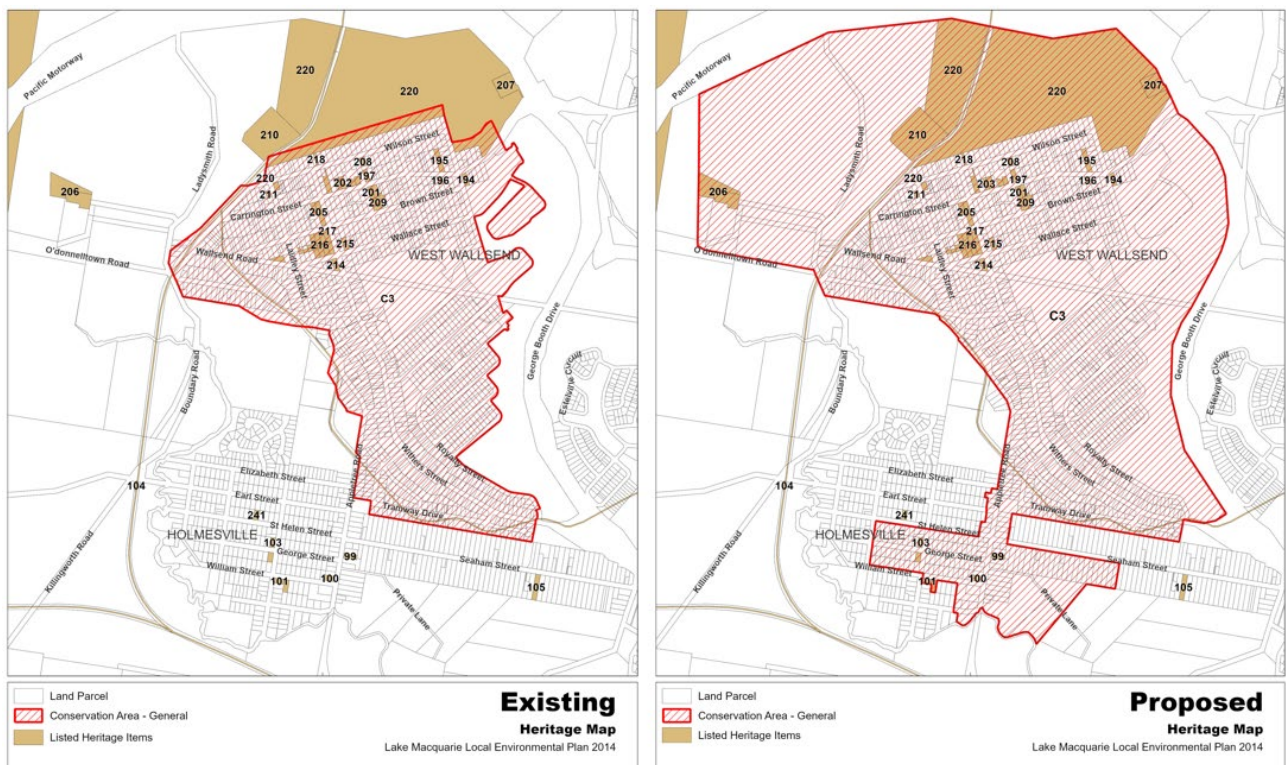 Pacific Motorway
220
207
220
210
Ladysmith Road
Wilson Street
218
208
195
206
220
202
197
211
201
196
194
Carrington Street
209
Brown Street
205
217
Wallace Street
O'donnelltown Road
Wallsend Road
216
215
WEST WALLSEND
Laidley Street
214
C3
George Booth Drive
Boundary Road
Estelville Circuit
Withers Street
Royalty Street
Elizabeth Street
Appletree Road
104
Earl Street
Tramway Drive
241
St Helen Street
HOLMESVILLE
103
George Street
99
Seaham Street
Killingworth Road
William Street
101
100
105
Private Lane
Land Parcel
Conservation Area - General
Listed Heritage Items
Existing
Heritage Map
Lake Macquarie Local Environmental Plan 2014
Pacific Motorway
220
207
220
210
Ladysmith Road
Wilson Street
218
208
195
206
220
203
197
211
201
196
194
Carrington Street
209
Brown Street
205
217
Wallace Street
O'donnelltown Road
Wallsend Road
216
215
WEST WALLSEND
Laidley Street
214
C3
George Booth Drive
Boundary Road
Estelville Circuit
Withers Street
Royalty Street
Elizabeth Street
Appletree Road
104
Earl Street
Tramway Drive
241
St Helen Street
HOLMESVILLE
103
George Street
99
Seaham Street
Killingworth Road
William Street
101
100
105
Private Lane
Land Parcel
Conservation Area - General
Listed Heritage Items
Proposed
Heritage Map
Lake Macquarie Local Environmental Plan 2014